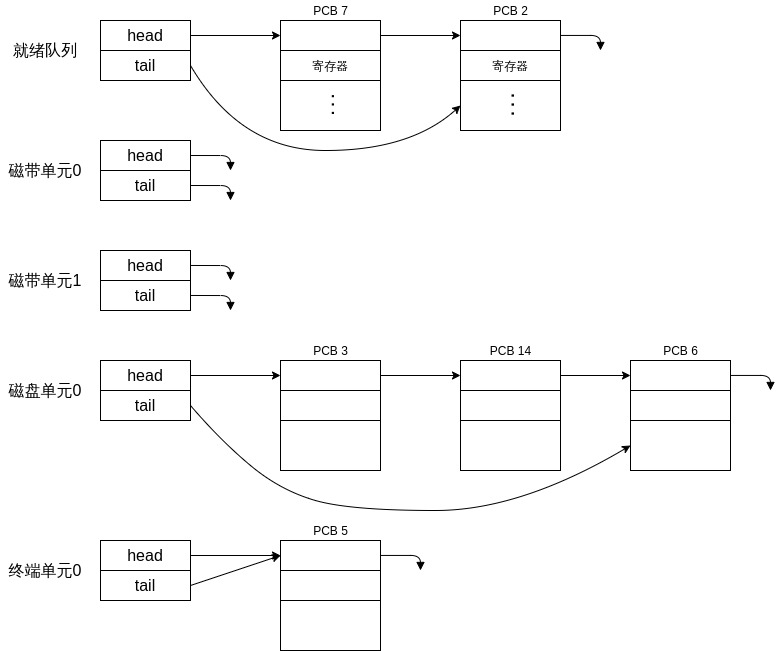 PCB 7
PCB 2
就绪队列
head
tail
寄存器
寄存器
⋮
⋮
磁带单元0
head
tail
磁带单元1
head
tail
PCB 3
PCB 14
PCB 6
磁盘单元0
head
tail
PCB 5
终端单元0
head
tail